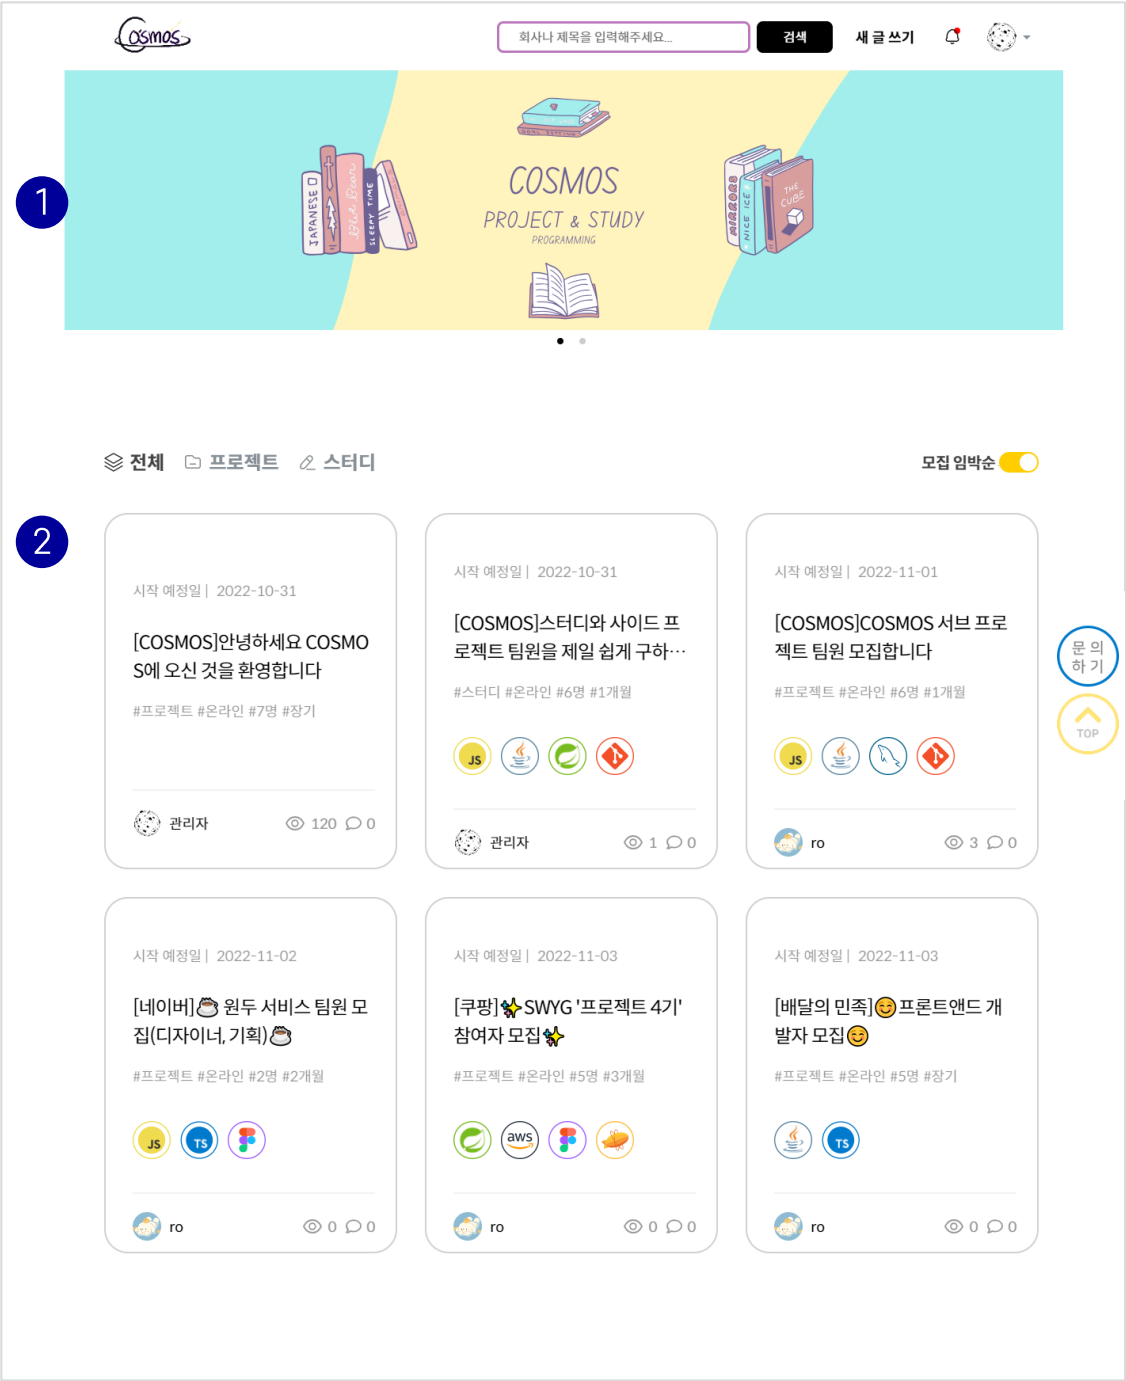 Cosmos
회사나 제목을 입력해주세요... 검색 새 글 쓰기
1
JAPANESE
SLEEPY TIME
GOAL SETTING
COSMOS
PROJECT & STUDY
PROGRAMMING
MIRRORS
NICE ICE
THE
CUBE
전체 프로젝트 스터디 모집 임박순
2
시작 예정일 | 2022-10-31
[COSMOS]안녕하세요 COSMO
S에 오신 것을 환영합니다
#프로젝트 #온라인 #7명 #장기
관리자 120 0
시작 예정일 | 2022-10-31
[COSMOS]스터디와 사이드 프
로젝트 팀원을 제일 쉽게 구하…
#스터디 #온라인 #6명 #1개월
JS
관리자 1 0
시작 예정일 | 2022-11-01
[COSMOS]COSMOS 서브 프로
젝트 팀원 모집합니다
#프로젝트 #온라인 #6명 #1개월
JS
ro 3 0
문 의
하 기
TOP
시작 예정일 | 2022-11-02
[네이버]☕ 원두 서비스 팀원 모
집(디자이너, 기획)☕
#프로젝트 #온라인 #2명 #2개월
JS TS
ro 0 0
시작 예정일 | 2022-11-03
[쿠팡]✨SWYG '프로젝트 4기'
참여자 모집✨
#프로젝트 #온라인 #5명 #3개월
aws
ro 0 0
시작 예정일 | 2022-11-03
[배달의 민족]😊프론트앤드 개
발자 모집😊
#프로젝트 #온라인 #5명 #장기
TS
ro 0 0